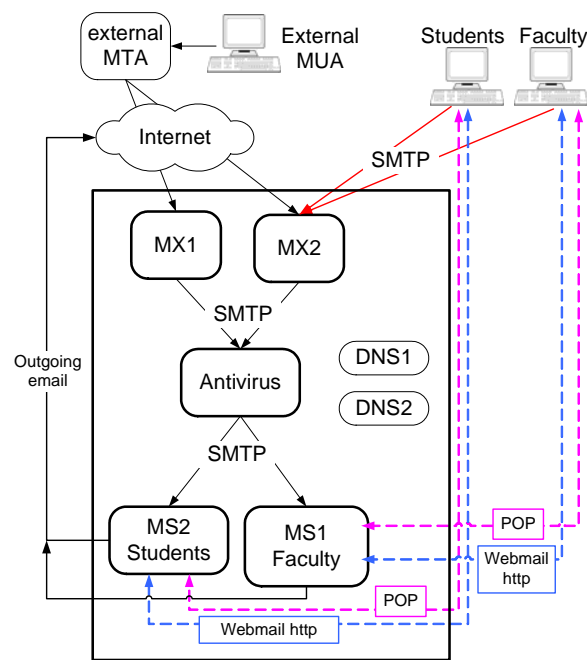 external
MTA
External
MUA
Students
Faculty
Internet
SMTP
MX1
MX2
SMTP
DNS1
Outgoing
email
Antivirus
DNS2
SMTP
MS2
Students
MS1
Faculty
POP
Webmail
http
POP
Webmail http